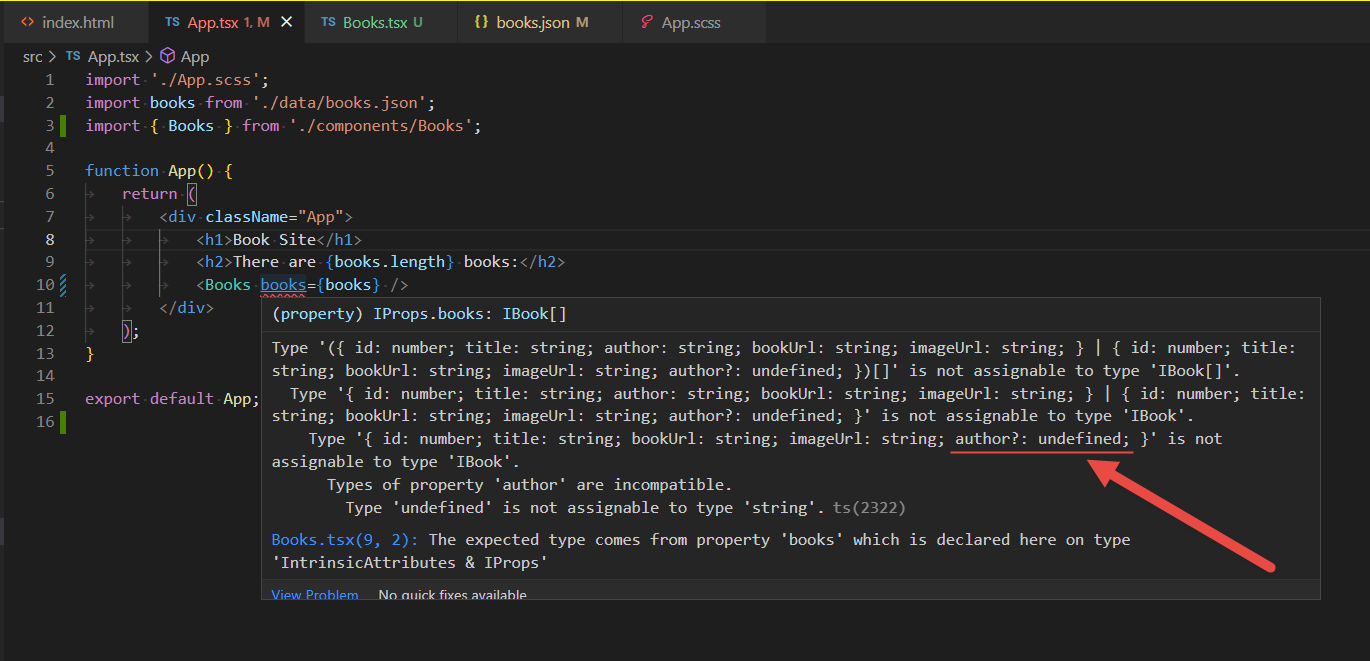 index.html
TS App.tsx 1, M ✕
TS Books.tsx U
{} books.json M
App.scss
src > TS App.tsx > App
1 import './App.scss';
2 import books from './data/books.json';
3 import { Books } from './components/Books';
4
5 function App() {
6 return (
7 <div className="App">
8 <h1>Book Site</h1>
9 <h2>There are {books.length} books:</h2>
10 <Books books={books} />
11 </div>
12 );
13 }
14
15 export default App;
16
(property) IProps.books: IBook[]
Type '({ id: number; title: string; author: string; bookUrl: string; imageUrl: string; } | { id: number; title:
string; bookUrl: string; imageUrl: string; author?: undefined; })[]' is not assignable to type 'IBook[]'.
Type '{ id: number; title: string; author: string; bookUrl: string; imageUrl: string; } | { id: number; title:
string; bookUrl: string; imageUrl: string; author?: undefined; }' is not assignable to type 'IBook'.
Type '{ id: number; title: string; bookUrl: string; imageUrl: string; author?: undefined; }' is not
assignable to type 'IBook'.
Types of property 'author' are incompatible.
Type 'undefined' is not assignable to type 'string'. ts(2322)
Books.tsx(9, 2): The expected type comes from property 'books' which is declared here on type
'IntrinsicAttributes & IProps'
View Problem No quick fixes available